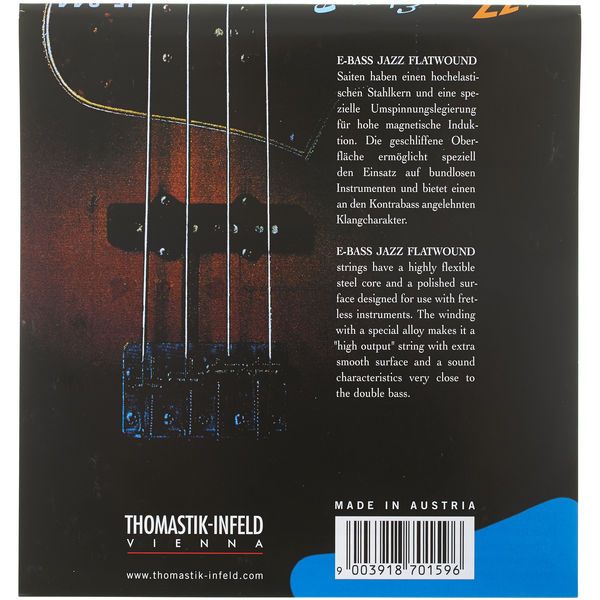 E-BASS JAZZ FLATWOUND
Saiten haben einen hochelasti-
schen Stahlkern und eine spe-
zielle Umspinnungslegierung
für hohe magnetische Induk-
tion. Die geschliffene Ober-
fläche ermöglicht speziell
den Einsatz auf bundlosen
Instrumenten und bietet einen
an den Kontrabass angelehnten
Klangcharakter.
E-BASS JAZZ FLATWOUND
strings have a highly flexible
steel core and a polished sur-
face designed for use with fret-
less instruments. The winding
with a special alloy makes it a
"high output" string with extra
smooth surface and a sound
characteristics very close to
the double bass.
MADE IN AUSTRIA
9 003918 701596
THOMASTIK-INFELD
VIENNA
www.thomastik-infeld.com